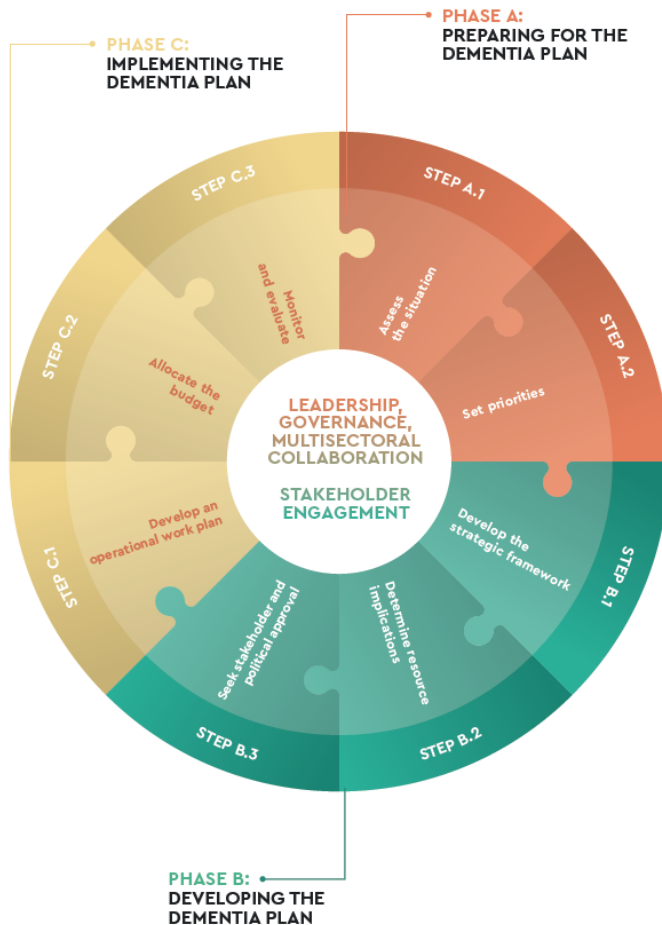 PHASE A:
PREPARING FOR THE
DEMENTIA PLAN
PHASE C:
IMPLEMENTING THE
DEMENTIA PLAN
STEP A.1
Assess
the situation
STEP A.2
Set priorities
STEP B.1
Develop the
strategic framework
STEP B.2
Determine resource
implications
STEP B.3
Seek stakeholder and
political approval
STEP C.1
Develop an
operational work plan
STEP C.2
Allocate the
budget
STEP C.3
Monitor
and evaluate
LEADERSHIP,
GOVERNANCE,
MULTISECTORAL
COLLABORATION
STAKEHOLDER
ENGAGEMENT
PHASE B:
DEVELOPING THE
DEMENTIA PLAN